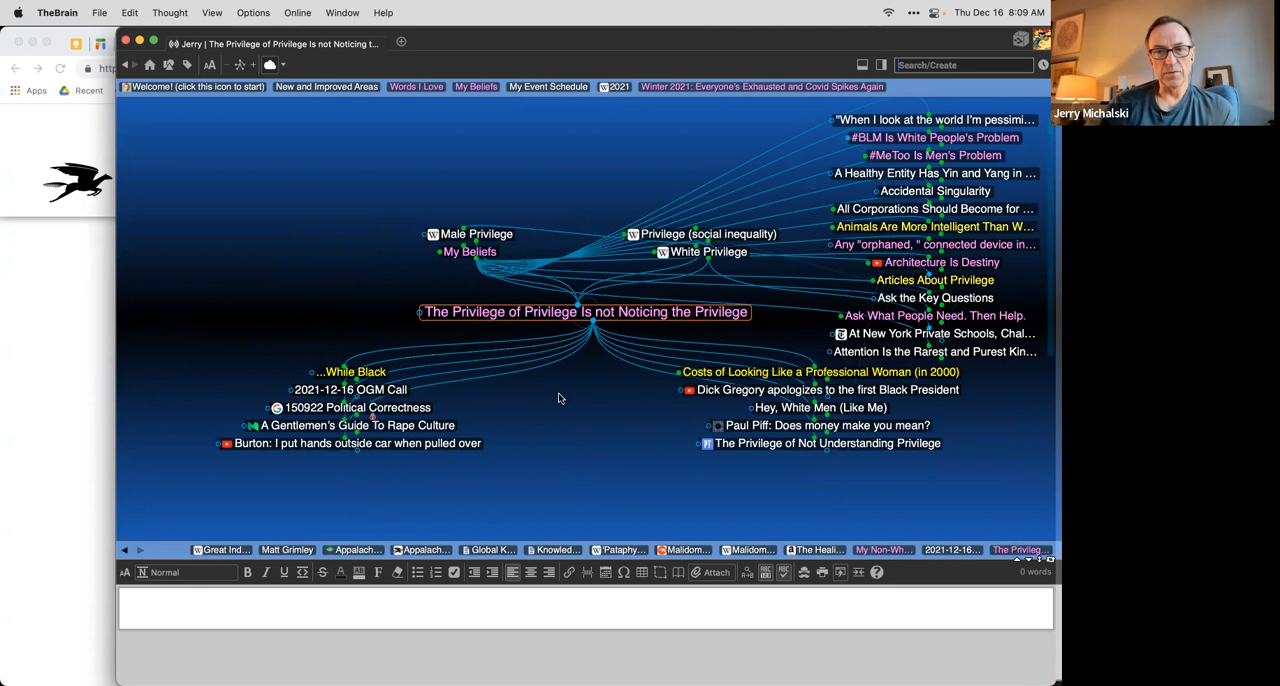 TheBrain File Edit Thought View Options Online Window Help Thu Dec 16 8:09 AM
Jerry | The Privilege of Privilege Is not Noticing t...
AA
Search/Create
http
Apps Recent
Welcome! (click this icon to start) New and Improved Areas Words I Love My Beliefs My Event Schedule 2021 Winter 2021: Everyone's Exhausted and Covid Spikes Again
Jerry Michalski
"When I look at the world I'm pessimi...
#BLM Is White People's Problem
#MeToo Is Men's Problem
A Healthy Entity Has Yin and Yang in ...
Accidental Singularity
All Corporations Should Become for ...
Animals Are More Intelligent Than W...
Any "orphaned, " connected device in...
Architecture Is Destiny
Articles About Privilege
Ask the Key Questions
Ask What People Need. Then Help.
At New York Private Schools, Chal...
Attention Is the Rarest and Purest Kin...
Male Privilege
My Beliefs
Privilege (social inequality)
White Privilege
The Privilege of Privilege Is not Noticing the Privilege
...While Black
2021-12-16 OGM Call
150922 Political Correctness
A Gentlemen's Guide To Rape Culture
Burton: I put hands outside car when pulled over
Costs of Looking Like a Professional Woman (in 2000)
Dick Gregory apologizes to the first Black President
Hey, White Men (Like Me)
Paul Piff: Does money make you mean?
The Privilege of Not Understanding Privilege
Great Ind... Matt Grimley Appalach... Appalach... Global K... Knowled... 'Pataphy... Malidom... Malidom... The Heali... My Non-Wh... 2021-12-16... The Privileg...
AA N Normal B I U S A F Attach 0 words